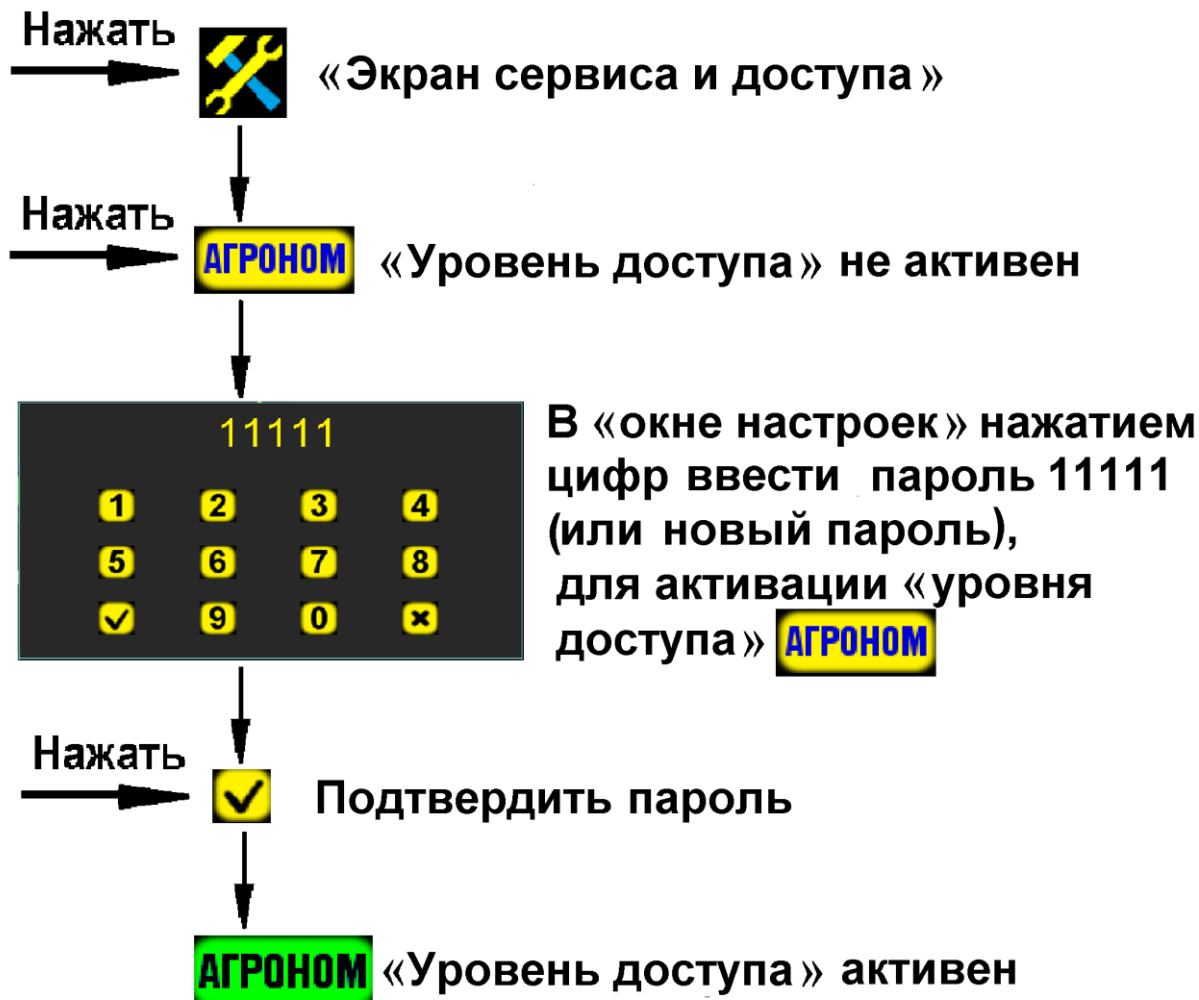 Нажать
«Экран сервиса и доступа»
Нажать
АГРОНОМ «Уровень доступа» не активен
11111
1 2 3 4
5 6 7 8
9 0
В «окне настроек» нажатием
цифр ввести пароль 11111
(или новый пароль),
для активации «уровня
доступа» АГРОНОМ
Нажать
Подтвердить пароль
АГРОНОМ «Уровень доступа» активен